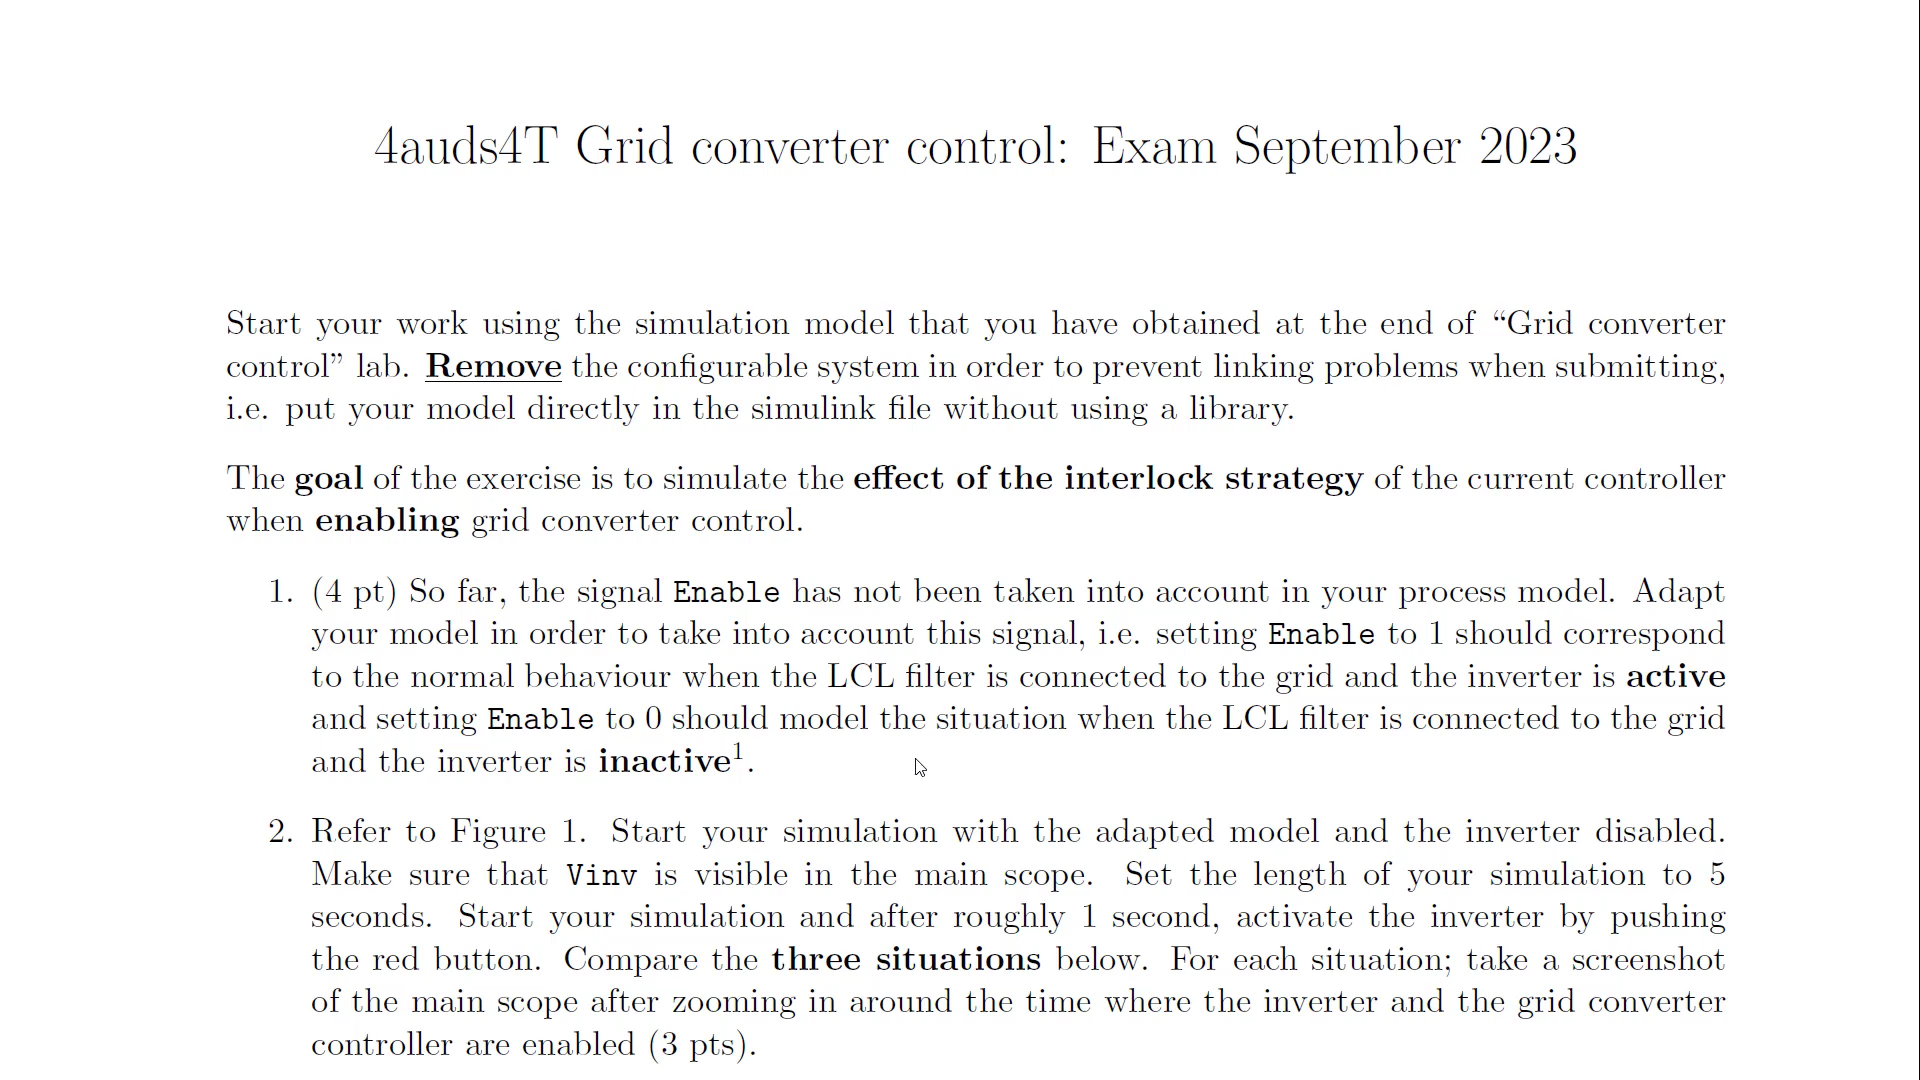 4auds4T Grid converter control: Exam September 2023
Start your work using the simulation model that you have obtained at the end of “Grid converter
control” lab. Remove the configurable system in order to prevent linking problems when submitting,
i.e. put your model directly in the simulink file without using a library.
The goal of the exercise is to simulate the effect of the interlock strategy of the current controller
when enabling grid converter control.
1. (4 pt) So far, the signal Enable has not been taken into account in your process model. Adapt
your model in order to take into account this signal, i.e. setting Enable to 1 should correspond
to the normal behaviour when the LCL filter is connected to the grid and the inverter is active
and setting Enable to 0 should model the situation when the LCL filter is connected to the grid
and the inverter is inactive¹.
2. Refer to Figure 1. Start your simulation with the adapted model and the inverter disabled.
Make sure that Vinv is visible in the main scope. Set the length of your simulation to 5
seconds. Start your simulation and after roughly 1 second, activate the inverter by pushing
the red button. Compare the three situations below. For each situation; take a screenshot
of the main scope after zooming in around the time where the inverter and the grid converter
controller are enabled (3 pts).